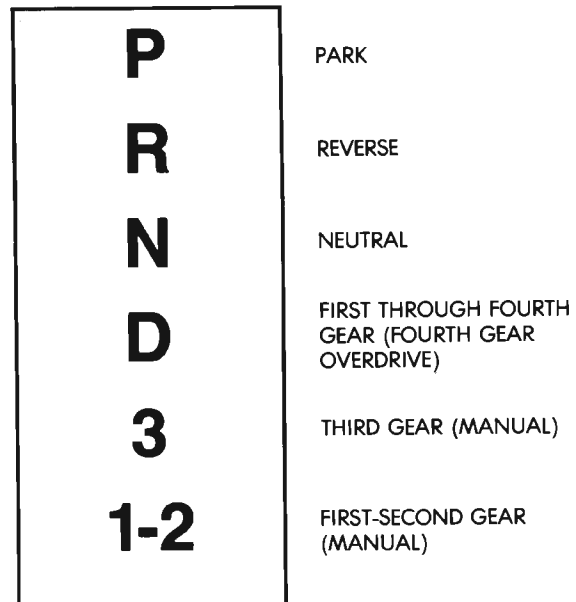 P PARK
R REVERSE
N NEUTRAL
D FIRST THROUGH FOURTH
GEAR (FOURTH GEAR
OVERDRIVE)
3 THIRD GEAR (MANUAL)
1-2 FIRST-SECOND GEAR
(MANUAL)